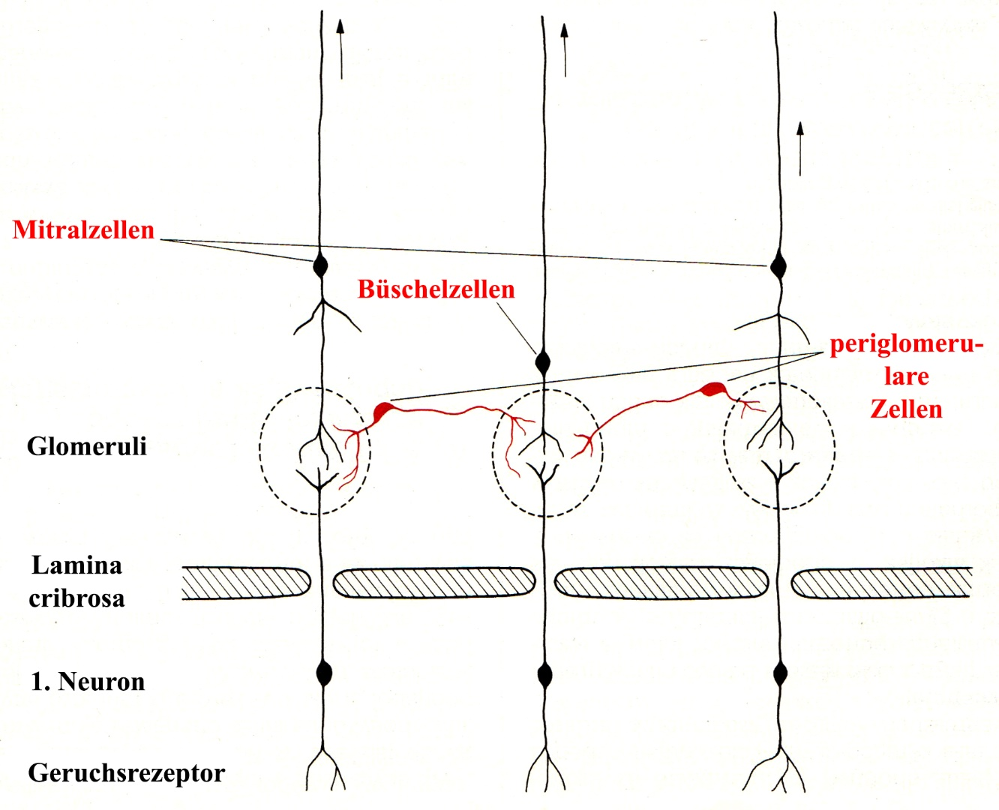 Mitralzellen
Büschelzellen
periglomeru-
lare
Zellen
Glomeruli
Lamina
cribrosa
1. Neuron
Geruchsrezeptor